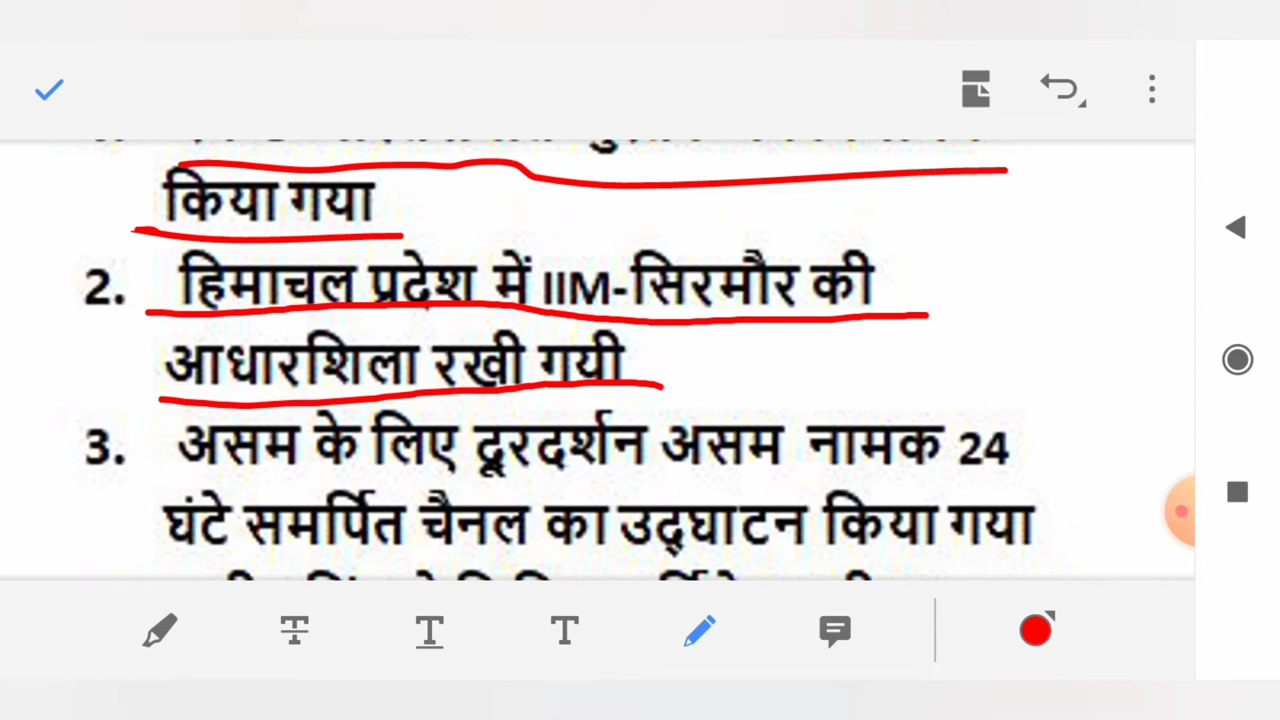 किया गया
2. हिमाचल प्रदेश में IIM-सिरमौर की
आधारशिला रखी गयी
3. असम के लिए दूरदर्शन असम नामक 24
घंटे समर्पित चैनल का उद्घाटन किया गया